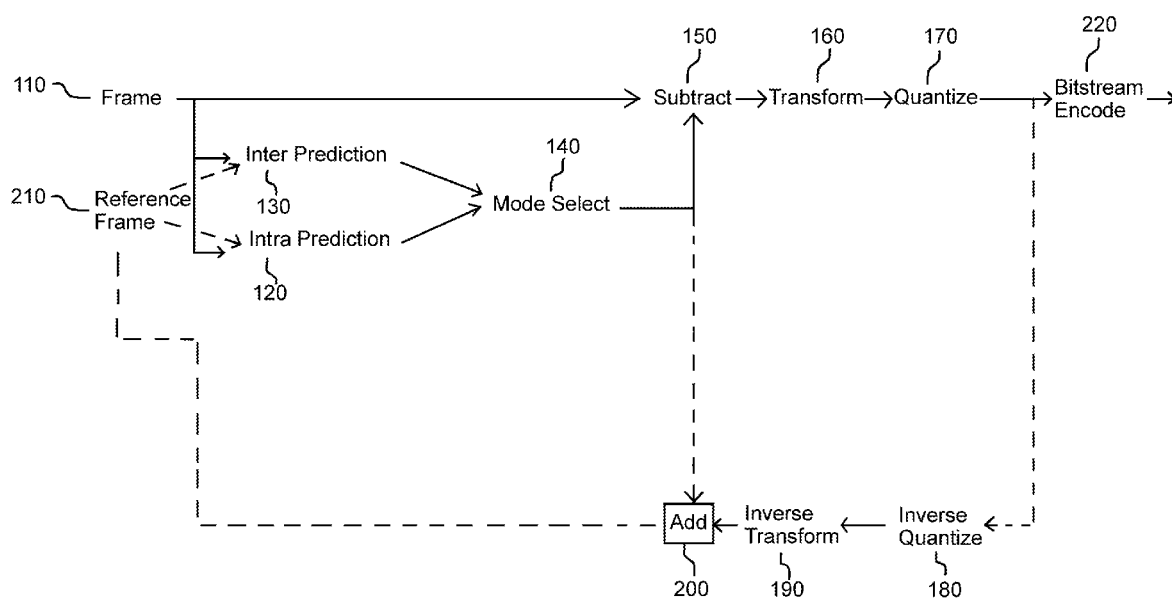 150
160
170
220
110
Frame
Subtract
Transform
Quantize
Bitstream
Encode
Inter Prediction
140
210
Reference
Frame
130
Mode Select
Intra Prediction
120
Add
Inverse
Transform
Inverse
Quantize
200
190
180